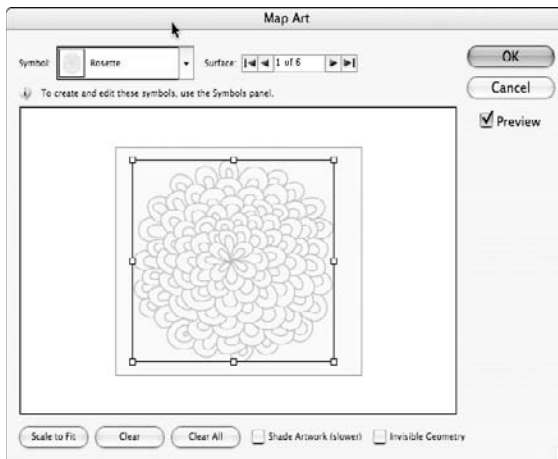 Map Art
Symbol: Rosette Surface: 1 of 6
OK
To create and edit these symbols, use the Symbols panel.
Cancel
Preview
Scale to Fit Clear Clear All Shade Artwork (slower) Invisible Geometry